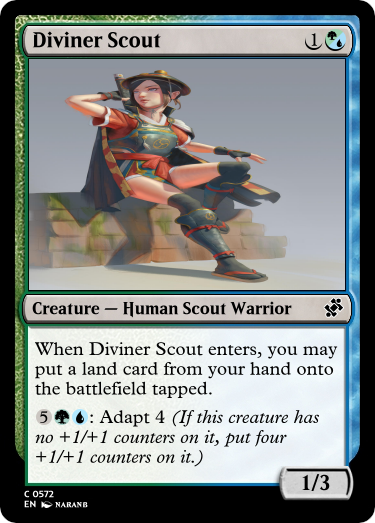 Diviner Scout 1
Creature — Human Scout Warrior
When Diviner Scout enters, you may
put a land card from your hand onto
the battlefield tapped.
5: Adapt 4 (If this creature has
no +1/+1 counters on it, put four
+1/+1 counters on it.)
1/3
C 0572
EN NARANB